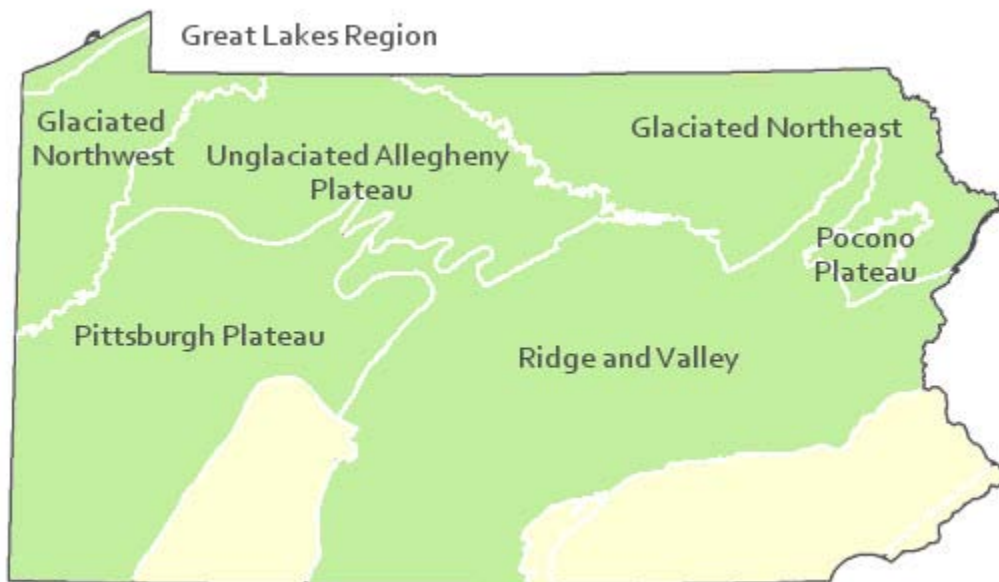 Great Lakes Region
Glaciated
Northwest
Unglaciated Allegheny
Plateau
Glaciated Northeast
Pocono
Plateau
Pittsburgh Plateau
Ridge and Valley